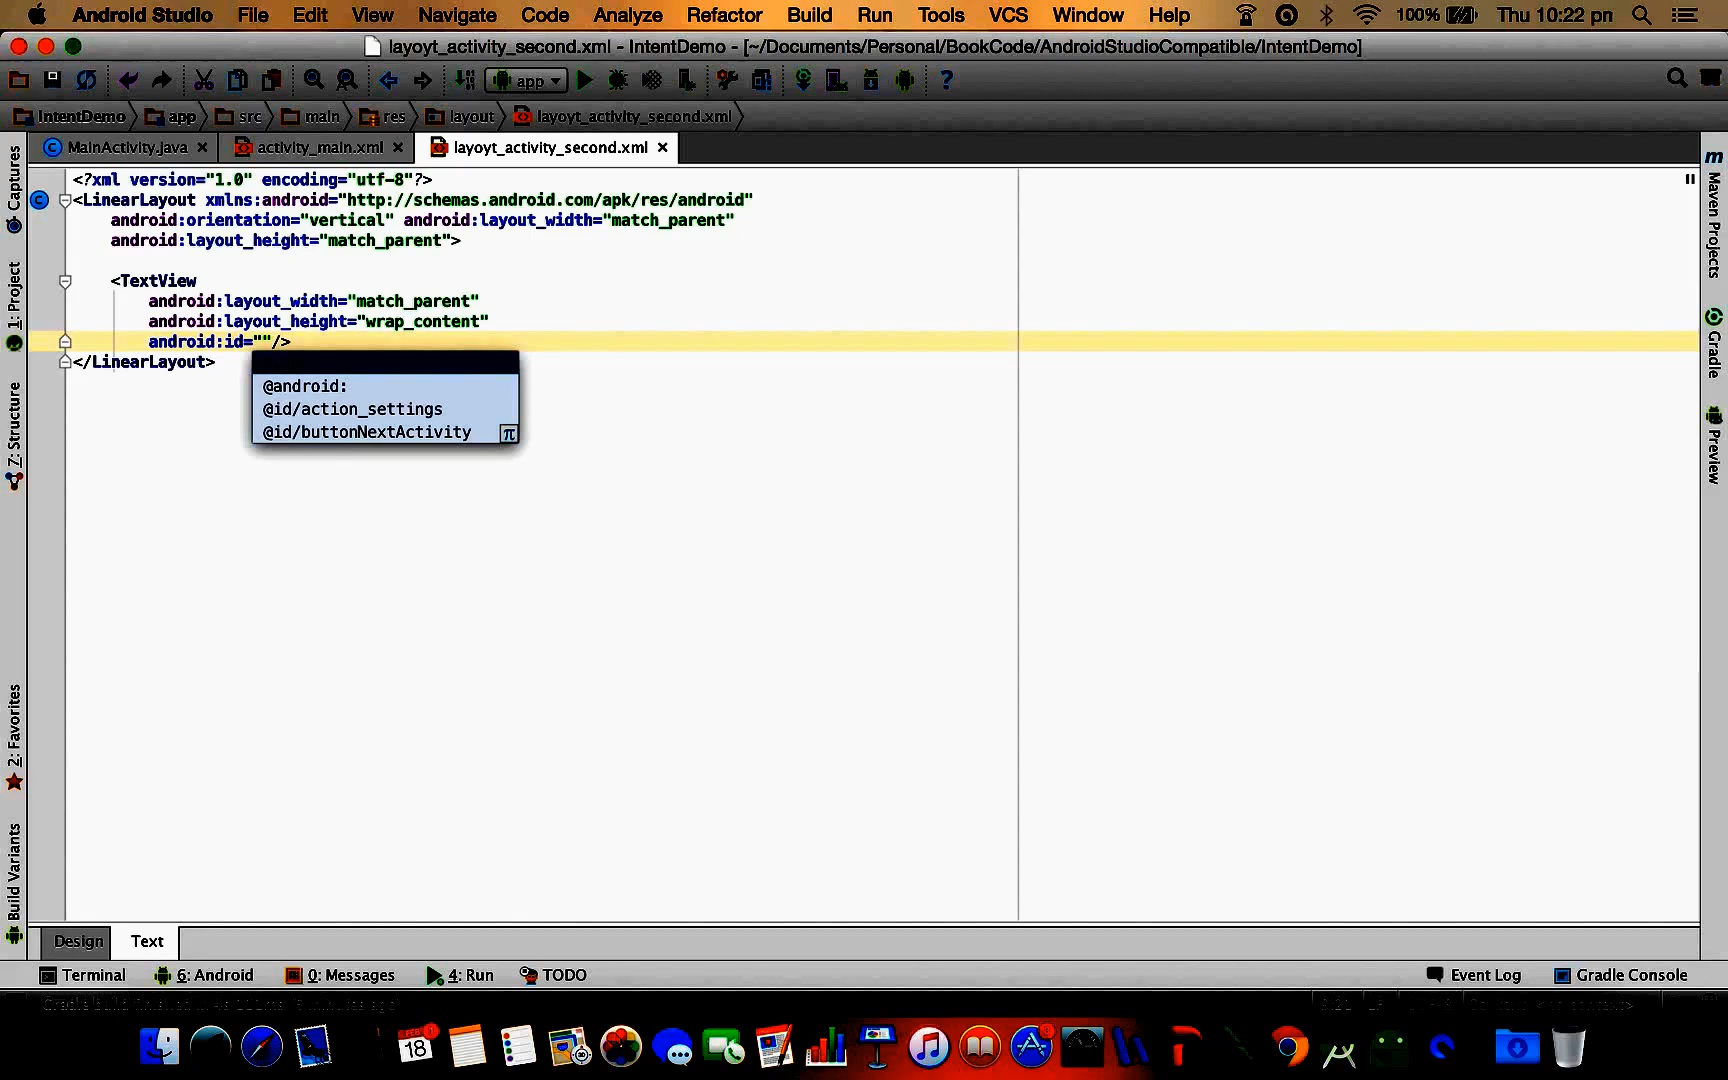 Android Studio File Edit View Navigate Code Analyze Refactor Build Run Tools VCS Window Help 100% Thu 10:22 pm
layoyt_activity_second.xml - IntentDemo - [~/Documents/Personal/BookCode/AndroidStudioCompatible/IntentDemo]
app
IntentDemo app src main res layout layoyt_activity_second.xml
MainActivity.java activity_main.xml layoyt_activity_second.xml
<?xml version="1.0" encoding="utf-8"?>
<LinearLayout xmlns:android="http://schemas.android.com/apk/res/android"
android:orientation="vertical" android:layout_width="match_parent"
android:layout_height="match_parent">
<TextView
android:layout_width="match_parent"
android:layout_height="wrap_content"
android:id=""/>
</LinearLayout>
@android:
@id/action_settings
@id/buttonNextActivity
π
Captures
1: Project
7: Structure
2: Favorites
Build Variants
m
Maven Projects
Gradle
Preview
Design Text
Terminal 6: Android 0: Messages 4: Run TODO Event Log Gradle Console
FEB
18